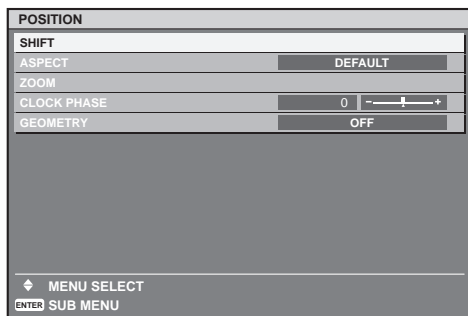 POSITION
SHIFT
ASPECT DEFAULT
ZOOM
CLOCK PHASE 0 - +
GEOMETRY OFF
MENU SELECT
ENTER SUB MENU